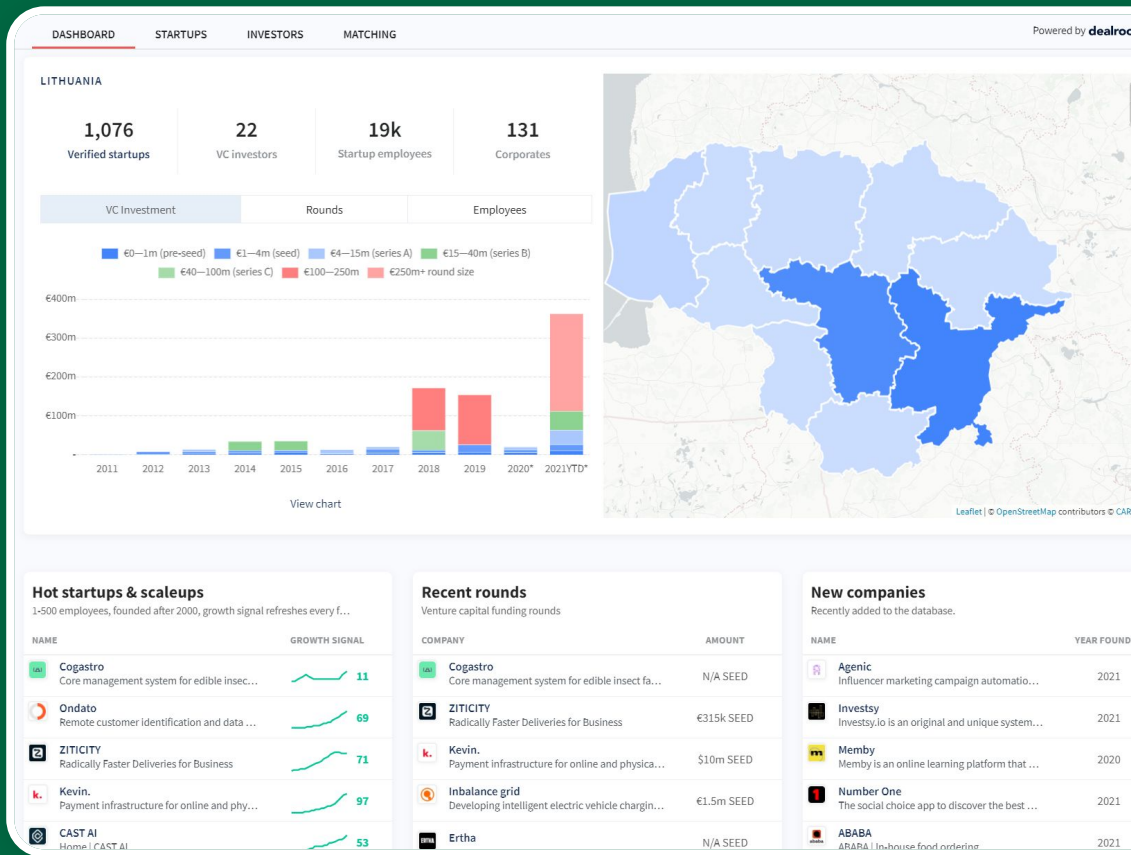 DASHBOARD STARTUPS INVESTORS MATCHING
Powered by dealroo
LITHUANIA
1,076 22 19k 131
Verified startups VC investors Startup employees Corporates
VC Investment Rounds Employees
€0—1m (pre-seed) €1—4m (seed) €4—15m (series A) €15—40m (series B)
€40—100m (series C) €100—250m €250m+ round size
€400m
€300m
€200m
€100m
-
2011 2012 2013 2014 2015 2016 2017 2018 2019 2020* 2021YTD*
View chart
Leaflet | © OpenStreetMap contributors © CAR
Hot startups & scaleups
1-500 employees, founded after 2000, growth signal refreshes every f...
NAME GROWTH SIGNAL
Cogastro
Core management system for edible insec... 11
Ondato
Remote customer identification and data ... 69
ZITICITY
Radically Faster Deliveries for Business 71
k. Kevin.
Payment infrastructure for online and phy... 97
CAST AI
Home | CAST AI 53
Recent rounds
Venture capital funding rounds
COMPANY AMOUNT
Cogastro
Core management system for edible insect fa... N/A SEED
ZITICITY
Radically Faster Deliveries for Business €315k SEED
k. Kevin.
Payment infrastructure for online and physica... $10m SEED
Inbalance grid
Developing intelligent electric vehicle chargin... €1.5m SEED
ERTHA Ertha
N/A SEED
New companies
Recently added to the database.
NAME YEAR FOUND
Agenic
Influencer marketing campaign automatio... 2021
Investsy
Investsy.io is an original and unique system... 2021
m Memby
Memby is an online learning platform that ... 2020
1 Number One
The social choice app to discover the best ... 2021
ababa ABABA
ABABA | In-house food ordering 2021